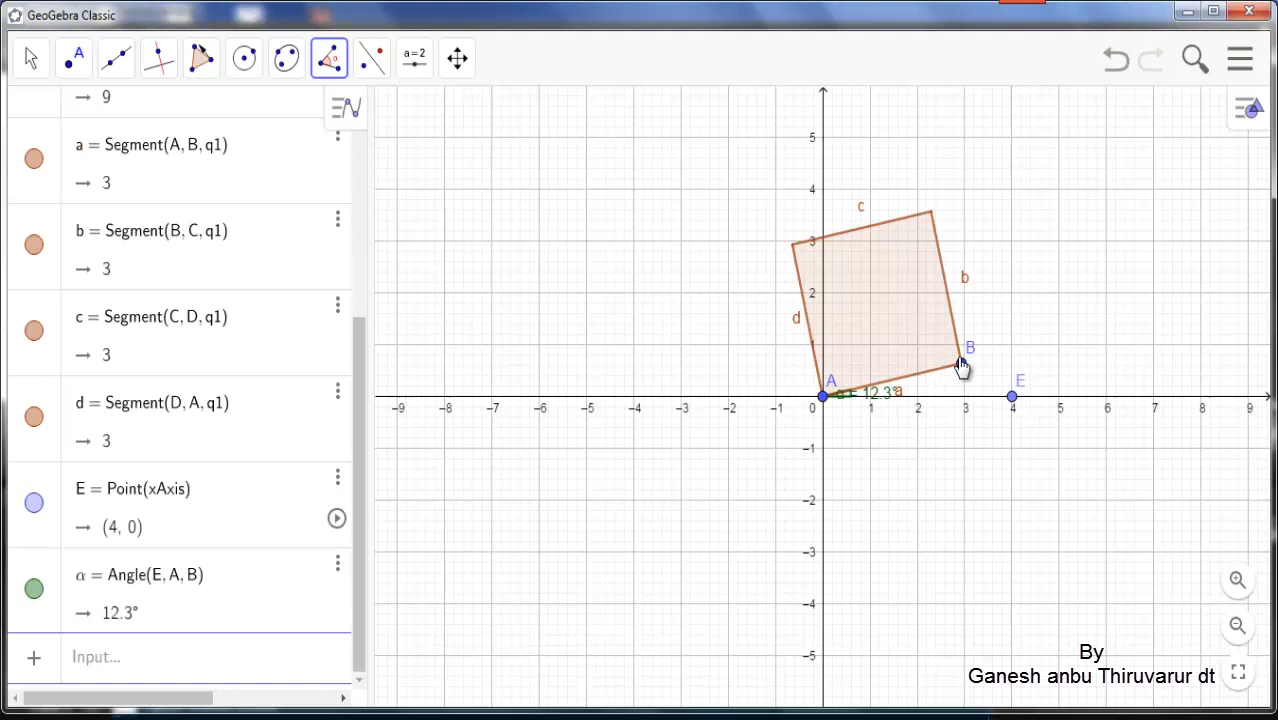 GeoGebra Classic
A
α
a=2
→ 9
a = Segment(A, B, q1)
→ 3
b = Segment(B, C, q1)
→ 3
c = Segment(C, D, q1)
→ 3
d = Segment(D, A, q1)
→ 3
E = Point(xAxis)
→ (4, 0)
α = Angle(E, A, B)
→ 12.3°
+ Input...
5
4
c
3
b
2
d
1
B
A
E
α = 12.3°
a
−9 −8 −7 −6 −5 −4 −3 −2 −1 0 1 2 3 4 5 6 7 8 9
−1
−2
−3
−4
−5
By
Ganesh anbu Thiruvarur dt